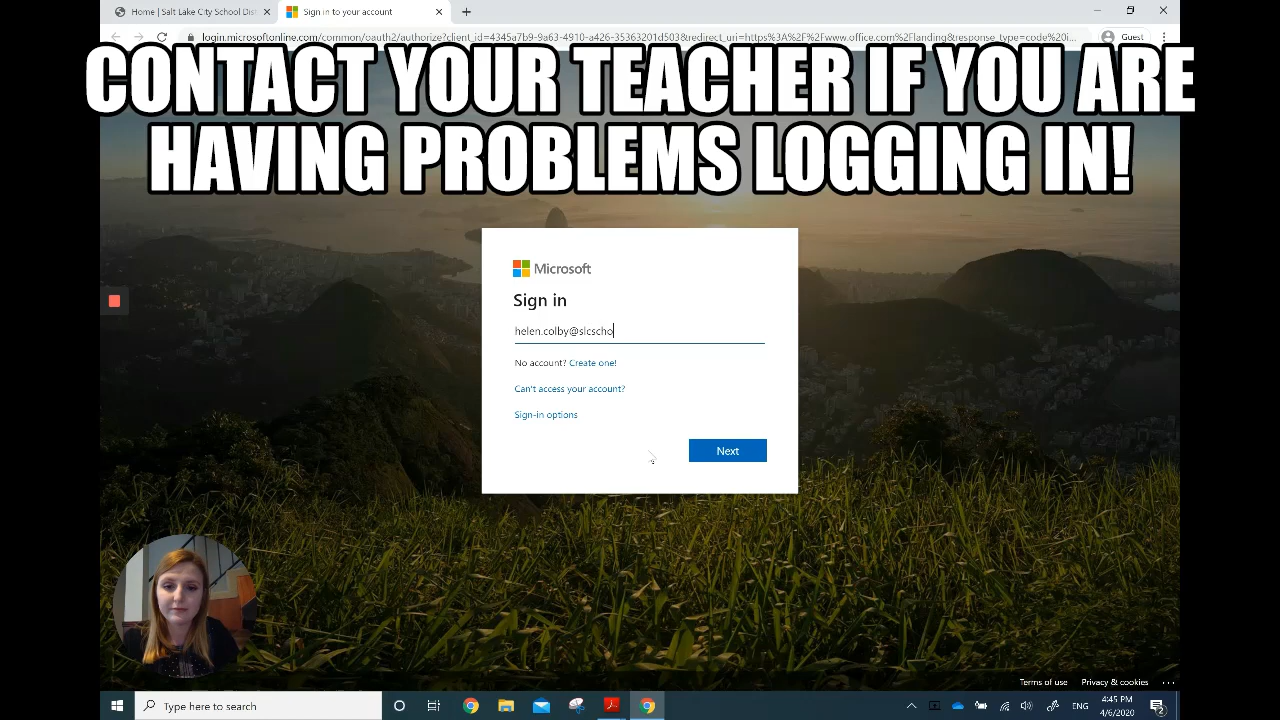 Home | Salt Lake City School Dist
Sign in to your account
Guest
CONTACT YOUR TEACHER IF YOU ARE
HAVING PROBLEMS LOGGING IN!
Microsoft
Sign in
helen.colby@slcscho
No account? Create one!
Can't access your account?
Sign-in options
Next
Terms of use Privacy & cookies ...
Type here to search
4:45 PM
4/6/2020
2